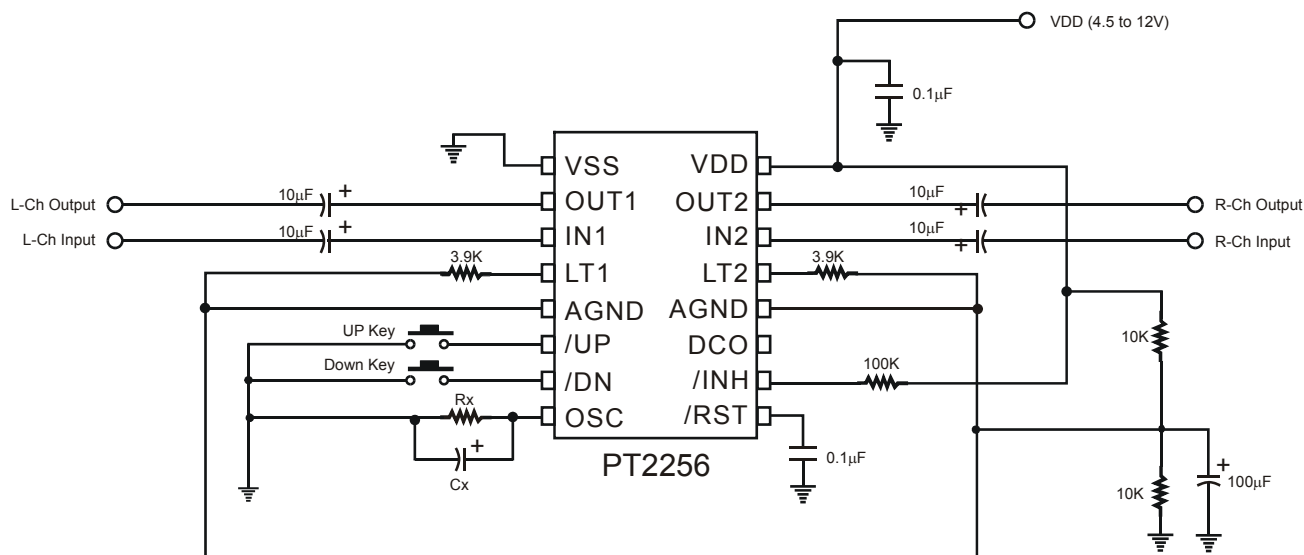 VDD (4.5 to 12V)
0.1μF
VSS
VDD
L-Ch Output
10μF
+
OUT1
OUT2
10μF
+
R-Ch Output
L-Ch Input
10μF
+
IN1
IN2
10μF
+
R-Ch Input
3.9K
LT1
LT2
3.9K
AGND
AGND
UP Key
/UP
DCO
10K
Down Key
/DN
/INH
100K
Rx
OSC
/RST
+
Cx
PT2256
0.1μF
10K
+
100μF